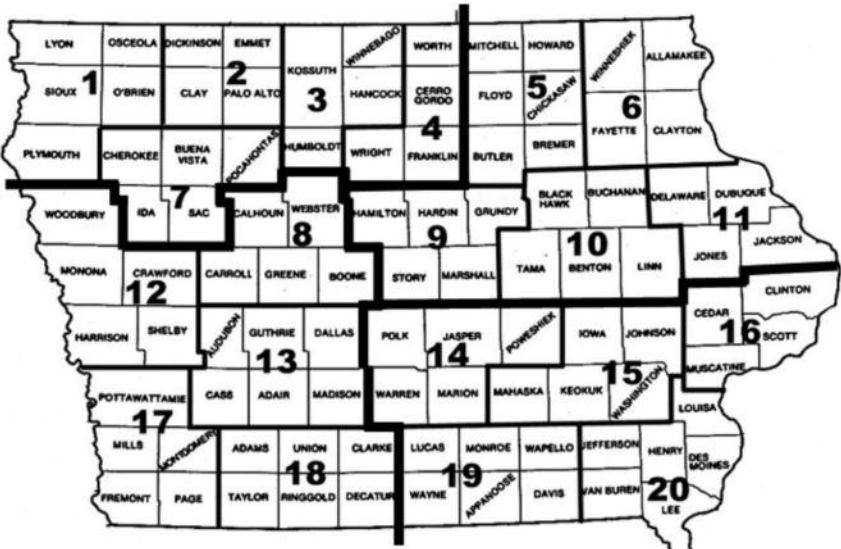 LYON OSCEOLA DICKINSON EMMET WINNEBAGO WORTH MITCHELL HOWARD WINNESHIEK ALLAMAKEE
1 2 KOSSUTH 3 5 6
SIOUX O'BRIEN CLAY PALO ALTO HANCOCK CERRO GORDO FLOYD CHICKASAW
4
PLYMOUTH CHEROKEE BUENA VISTA POCAHONTAS HUMBOLDT WRIGHT FRANKLIN BUTLER BREMER FAYETTE CLAYTON
WOODBURY IDA 7 SAC CALHOUN WEBSTER HAMILTON HARDIN GRUNDY BLACK HAWK BUCHANAN DELAWARE DUBUQUE
8 9 10 11
MONONA CRAWFORD CARROLL GREENE BOONE STORY MARSHALL TAMA BENTON LINN JONES JACKSON
12
HARRISON SHELBY AUDUBON GUTHRIE DALLAS POLK JASPER POWESHIEK IOWA JOHNSON CEDAR CLINTON
13 14 15 16 SCOTT
CASS ADAIR MADISON WARREN MARION MAHASKA KEOKUK WASHINGTON MUSCATINE
POTTAWATTAMIE LOUISA
17
MILLS MONTGOMERY ADAMS UNION CLARKE LUCAS MONROE WAPELLO JEFFERSON HENRY DES MOINES
18 19 20
FREMONT PAGE TAYLOR RINGGOLD DECATUR WAYNE APPANOOSE DAVIS VAN BUREN LEE